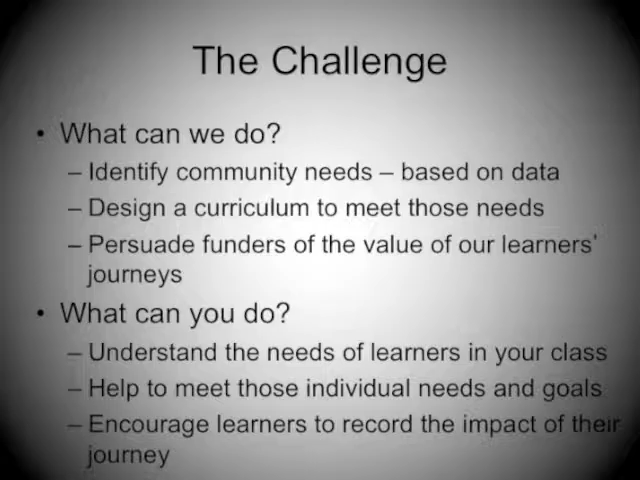 The Challenge
• What can we do?
– Identify community needs – based on data
– Design a curriculum to meet those needs
– Persuade funders of the value of our learners'
journeys
• What can you do?
– Understand the needs of learners in your class
– Help to meet those individual needs and goals
– Encourage learners to record the impact of their
journey